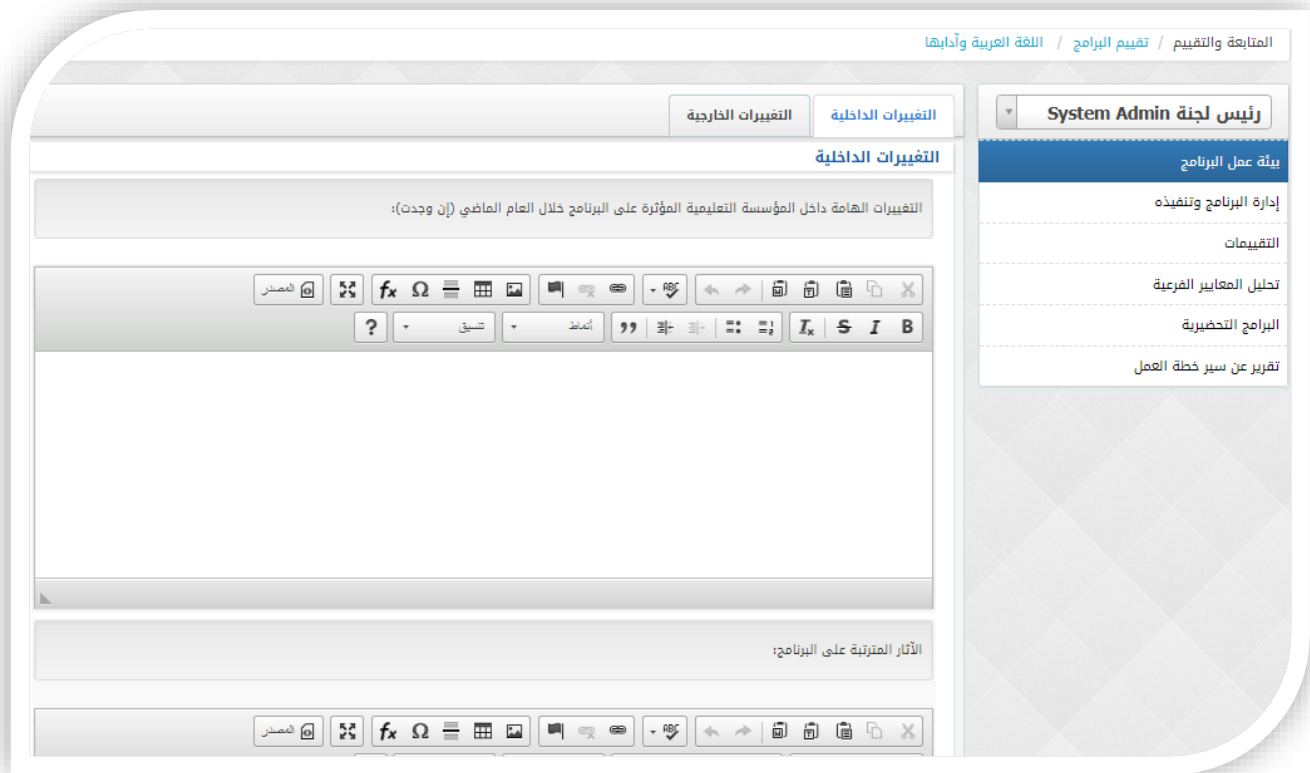 المتابعة والتقييم / تقييم البرامج / اللغة العربية وآدابها
رئيس لجنة System Admin
بيئة عمل البرنامج
إدارة البرنامج وتنفيذه
التقييمات
تحليل المعايير الفرعية
البرامج التحضيرية
تقرير عن سير خطة العمل
التغييرات الداخلية
التغييرات الخارجية
التغييرات الداخلية
التغييرات الهامة داخل المؤسسة التعليمية المؤثرة على البرنامج خلال العام الماضي (إن وجدت):
المصدر
أنماط
تنسيق
الآثار المترتبة على البرنامج:
المصدر